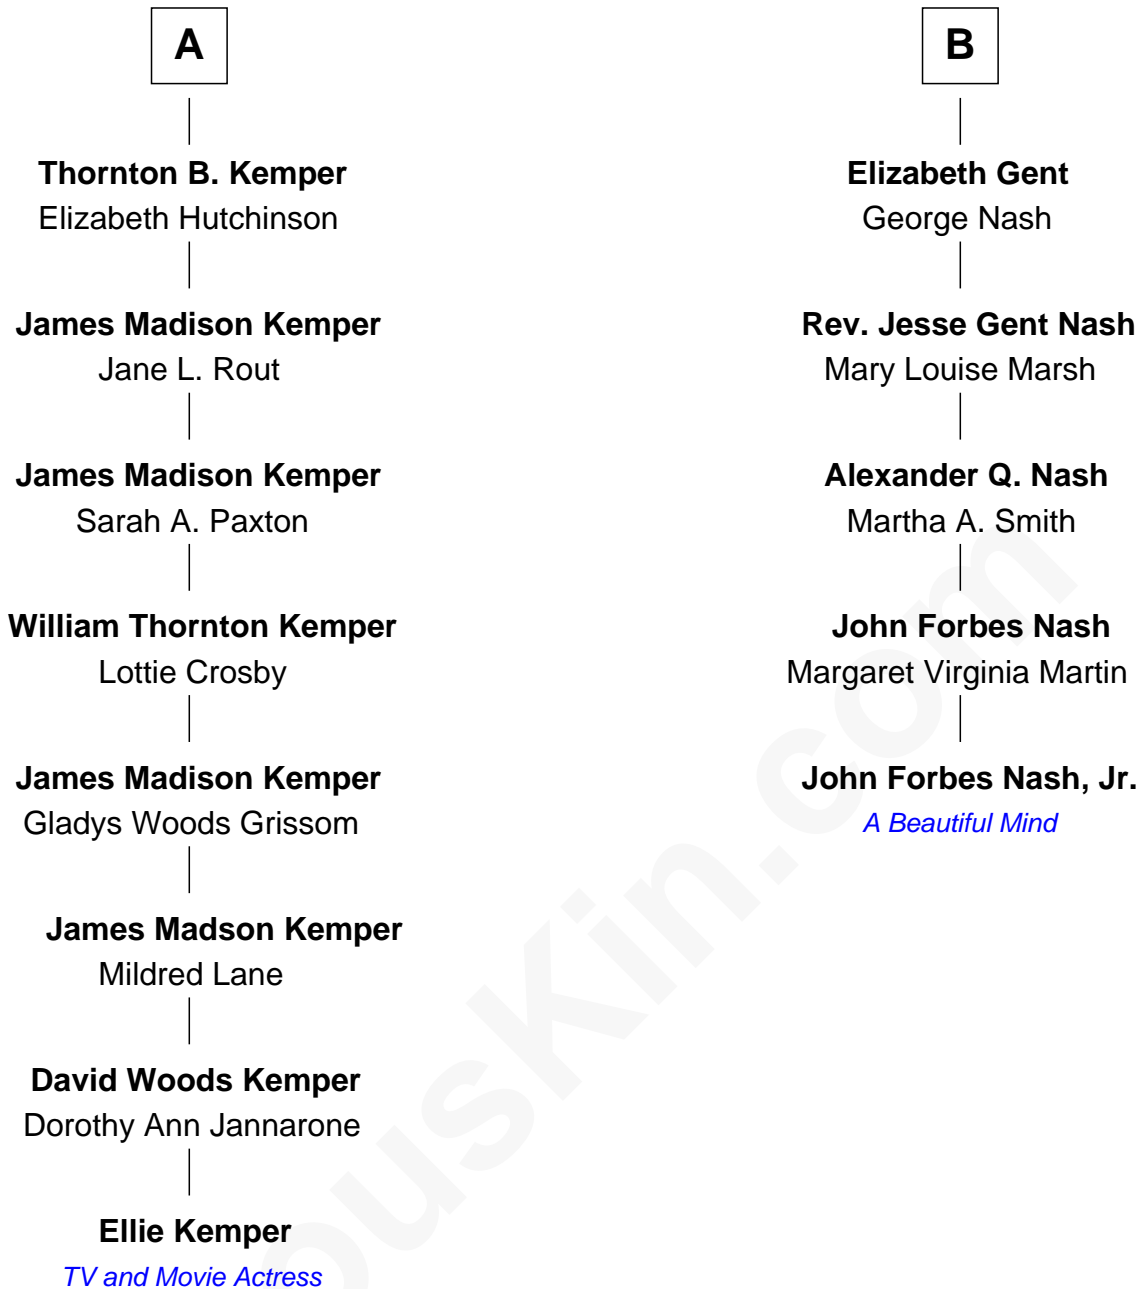 A
Thornton B. Kemper
Elizabeth Hutchinson
James Madison Kemper
Jane L. Rout
James Madison Kemper
Sarah A. Paxton
William Thornton Kemper
Lottie Crosby
James Madison Kemper
Gladys Woods Grissom
James Madson Kemper
Mildred Lane
David Woods Kemper
Dorothy Ann Jannarone
Ellie Kemper
TV and Movie Actress
B
Elizabeth Gent
George Nash
Rev. Jesse Gent Nash
Mary Louise Marsh
Alexander Q. Nash
Martha A. Smith
John Forbes Nash
Margaret Virginia Martin
John Forbes Nash, Jr.
A Beautiful Mind
ousKin.com